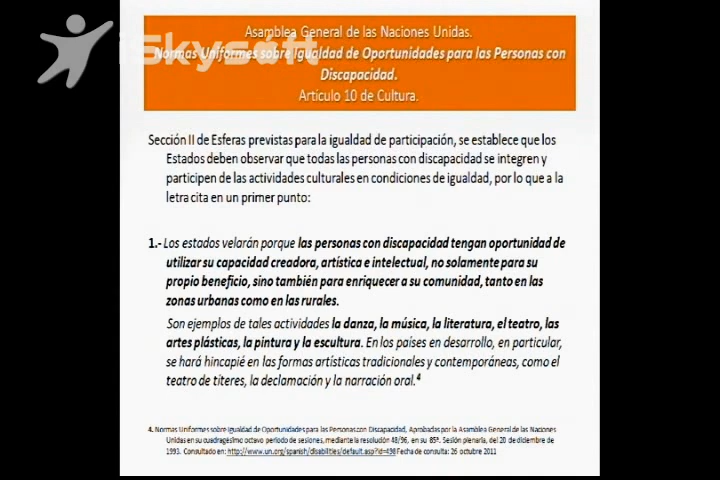 iSkysoft
Asamblea General de las Naciones Unidas.
Normas Uniformes sobre Igualdad de Oportunidades para las Personas con
Discapacidad.
Articulo 10 de Cultura.
Sección II de Esferas previstas para la igualdad de participación, se establece que los
Estados deben observar que todas las personas con discapacidad se integren y
participen de las actividades culturales en condiciones de igualdad, por lo que a la
letra cita en un primer punto:
1.- Los estados velarán porque las personas con discapacidad tengan oportunidad de
utilizar su capacidad creadora, artística e intelectual, no solamente para su
propio beneficio, sino también para enriquecer a su comunidad, tanto en las
zonas urbanas como en las rurales.
Son ejemplos de tales actividades la danza, la música, la literatura, el teatro, las
artes plásticas, la pintura y la escultura. En los países en desarrollo, en particular,
se hará hincapié en las formas artísticas tradicionales y contemporáneas, como el
teatro de títeres, la declamación y la narración oral.4
4. Normas Uniformes sobre Igualdad de Oportunidades para las Personas con Discapacidad, Aprobadas por la Asamblea General de las Naciones
Unidas en su cuadragésimo octavo periodo de sesiones, mediante la resolución 48/96, en su 85ª. Sesión plenaria, del 20 de diciembre de
1993. Consultado en: http://www.un.org/spanish/disabilities/default.asp?id=498 Fecha de consulta: 26 octubre 2011